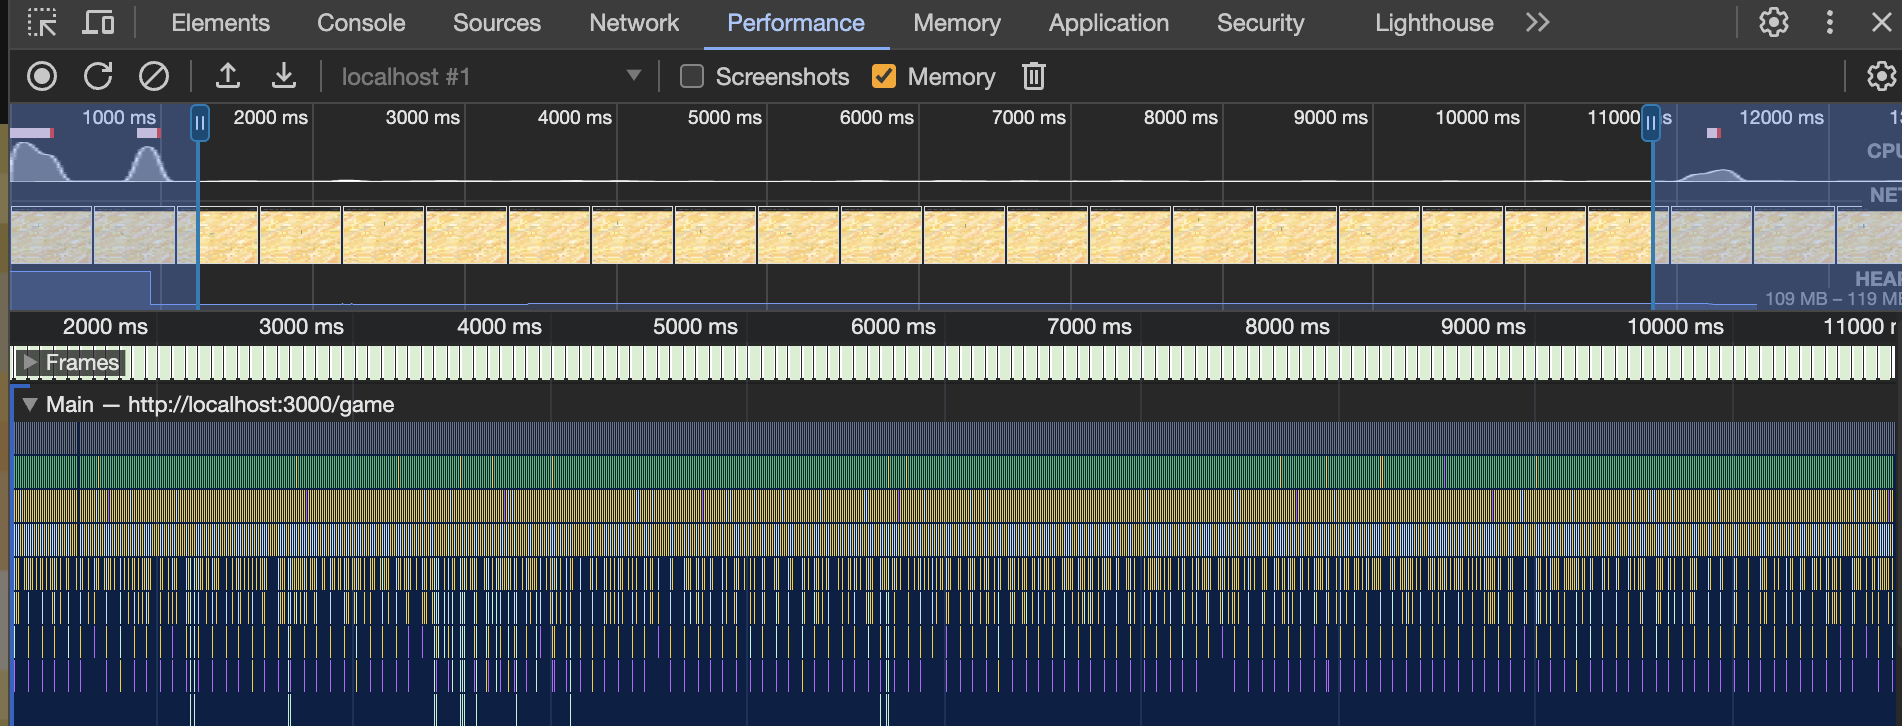 Elements Console Sources Network Performance Memory Application Security Lighthouse
localhost #1 Screenshots Memory
1000 ms 2000 ms 3000 ms 4000 ms 5000 ms 6000 ms 7000 ms 8000 ms 9000 ms 10000 ms 11000 s 12000 ms 13
CPU
NET
HEAP
109 MB – 119 MB
2000 ms 3000 ms 4000 ms 5000 ms 6000 ms 7000 ms 8000 ms 9000 ms 10000 ms 11000 r
Frames
Main — http://localhost:3000/game